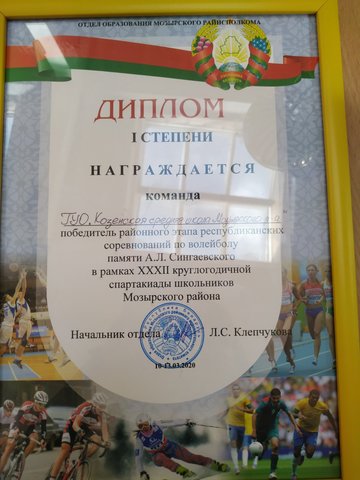 ОТДЕЛ ОБРАЗОВАНИЯ МОЗЫРСКОГО РАЙИСПОЛКОМА
ДИПЛОМ
I СТЕПЕНИ
НАГРАЖДАЕТСЯ
команда
ГУО „Козенская средняя школа Мозырского р-а"
победитель районного этапа республиканских
соревнований по волейболу
памяти А.Л. Сингаевского
в рамках XXXII круглогодичной
спартакиады школьников
Мозырского района
Начальник отдела Л.С. Клепчукова
10-13.03.2020